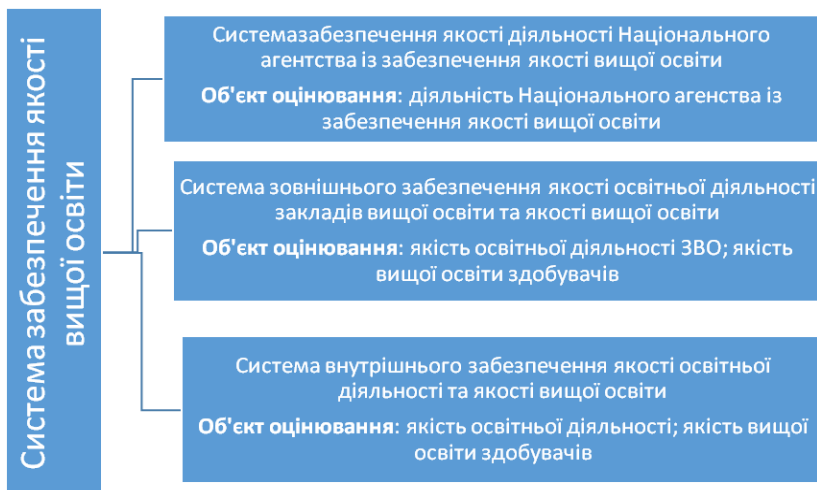 Система забезпечення якості
вищої освіти
Системазабезпечення якості діяльності Національного
агентства із забезпечення якості вищої освіти
Об'єкт оцінювання: діяльність Національного агенства із
забезпечення якості вищої освіти
Система зовнішнього забезпечення якості освітньої діяльності
закладів вищої освіти та якості вищої освіти
Об'єкт оцінювання: якість освітньої діяльності ЗВО; якість
вищої освіти здобувачів
Система внутрішнього забезпечення якості освітньої
діяльності та якості вищої освіти
Об'єкт оцінювання: якість освітньої діяльності; якість вищої
освіти здобувачів